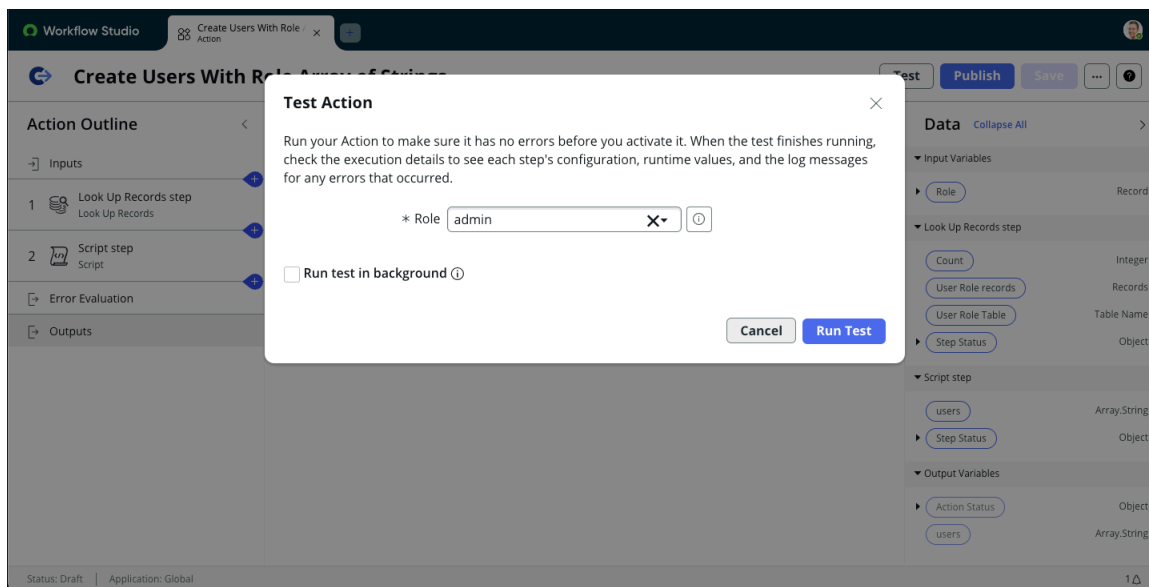 Workflow Studio
Create Users With Role /
Action
Create Users With Role Array of Strings
Test
Publish
Save
Action Outline
Inputs
1 Look Up Records step
Look Up Records
2 Script step
Script
Error Evaluation
Outputs
Test Action
Run your Action to make sure it has no errors before you activate it. When the test finishes running,
check the execution details to see each step's configuration, runtime values, and the log messages
for any errors that occurred.
* Role admin
Run test in background
Cancel
Run Test
Data Collapse All
Input Variables
Role Record
Look Up Records step
Count Integer
User Role records Records
User Role Table Table Name
Step Status Object
Script step
users Array.String
Step Status Object
Output Variables
Action Status Object
users Array.String
Status: Draft | Application: Global
1